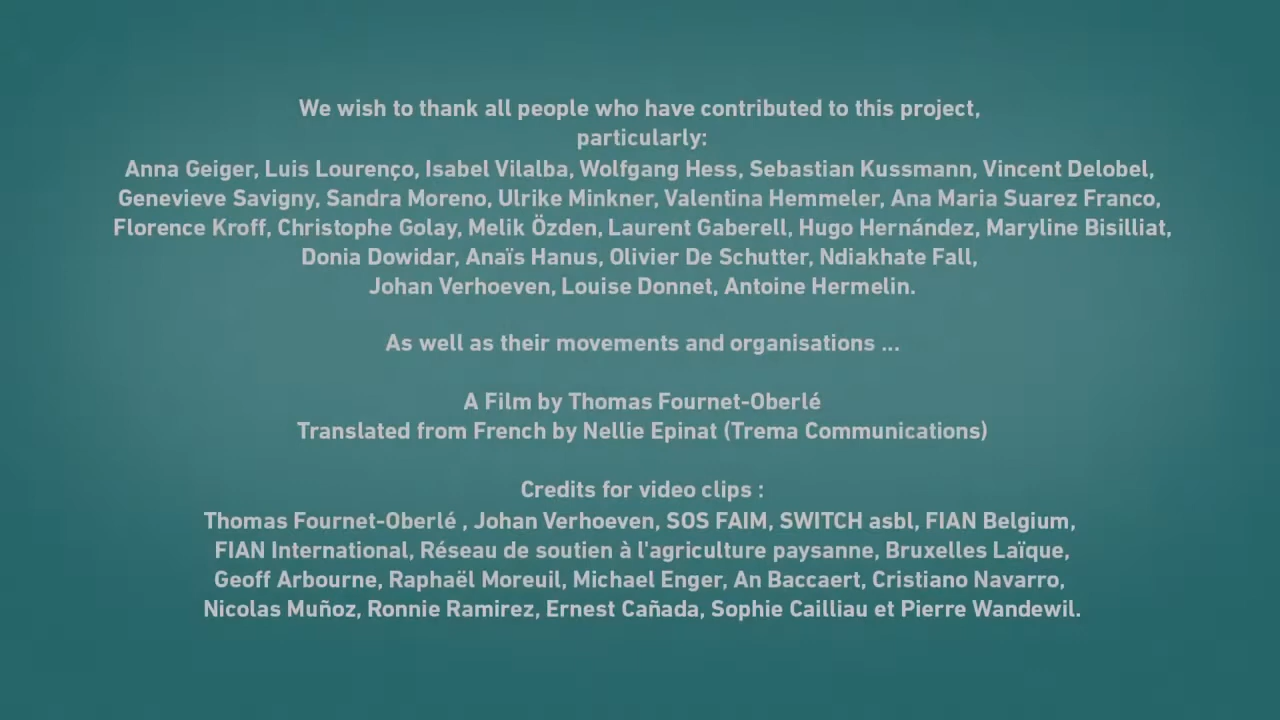 We wish to thank all people who have contributed to this project,
particularly:
Anna Geiger, Luis Lourenço, Isabel Vilalba, Wolfgang Hess, Sebastian Kussmann, Vincent Delobel,
Genevieve Savigny, Sandra Moreno, Ulrike Minkner, Valentina Hemmeler, Ana Maria Suarez Franco,
Florence Kroff, Christophe Golay, Melik Özden, Laurent Gaberell, Hugo Hernández, Maryline Bisilliat,
Donia Dowidar, Anaïs Hanus, Olivier De Schutter, Ndiakhate Fall,
Johan Verhoeven, Louise Donnet, Antoine Hermelin.
As well as their movements and organisations ...
A Film by Thomas Fournet-Oberlé
Translated from French by Nellie Epinat (Trema Communications)
Credits for video clips :
Thomas Fournet-Oberlé , Johan Verhoeven, SOS FAIM, SWITCH asbl, FIAN Belgium,
FIAN International, Réseau de soutien à l'agriculture paysanne, Bruxelles Laïque,
Geoff Arbourne, Raphaël Moreuil, Michael Enger, An Baccaert, Cristiano Navarro,
Nicolas Muñoz, Ronnie Ramirez, Ernest Cañada, Sophie Cailliau et Pierre Wandewil.